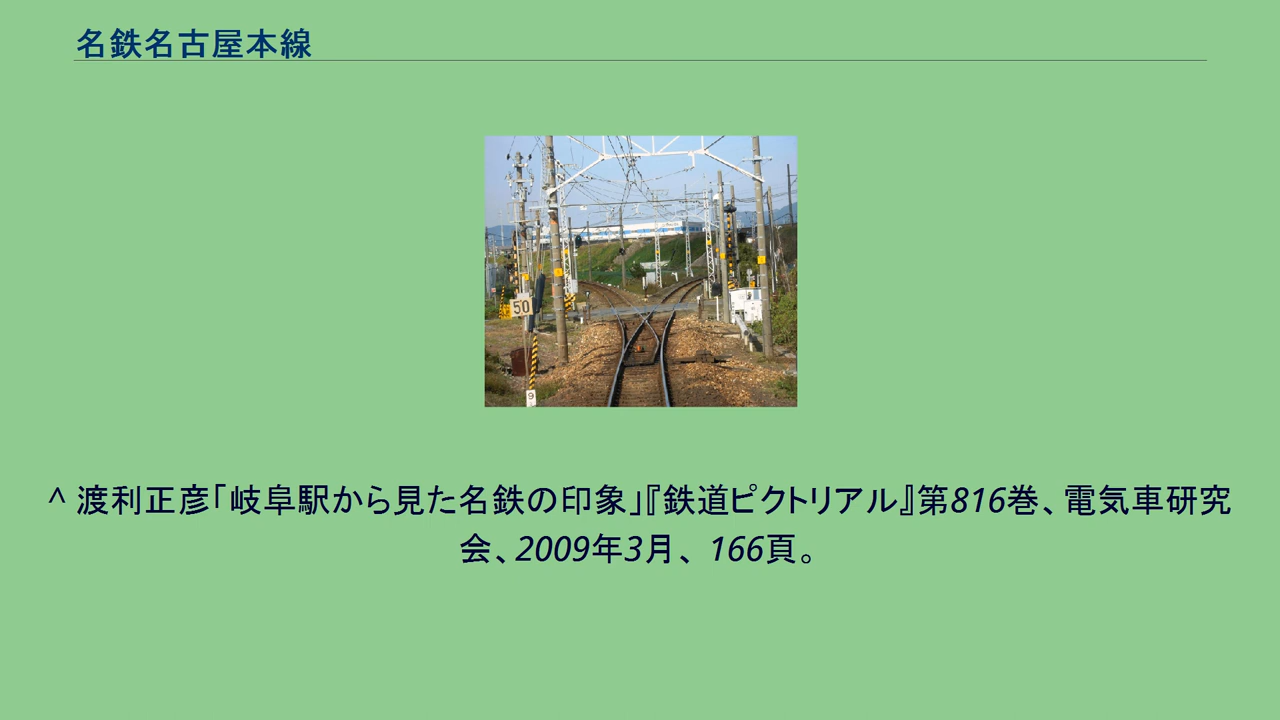 名鉄名古屋本線
50
9
^ 渡利正彦「岐阜駅から見た名鉄の印象」『鉄道ピクトリアル』第816巻、電気車研究
会、2009年3月、 166頁。